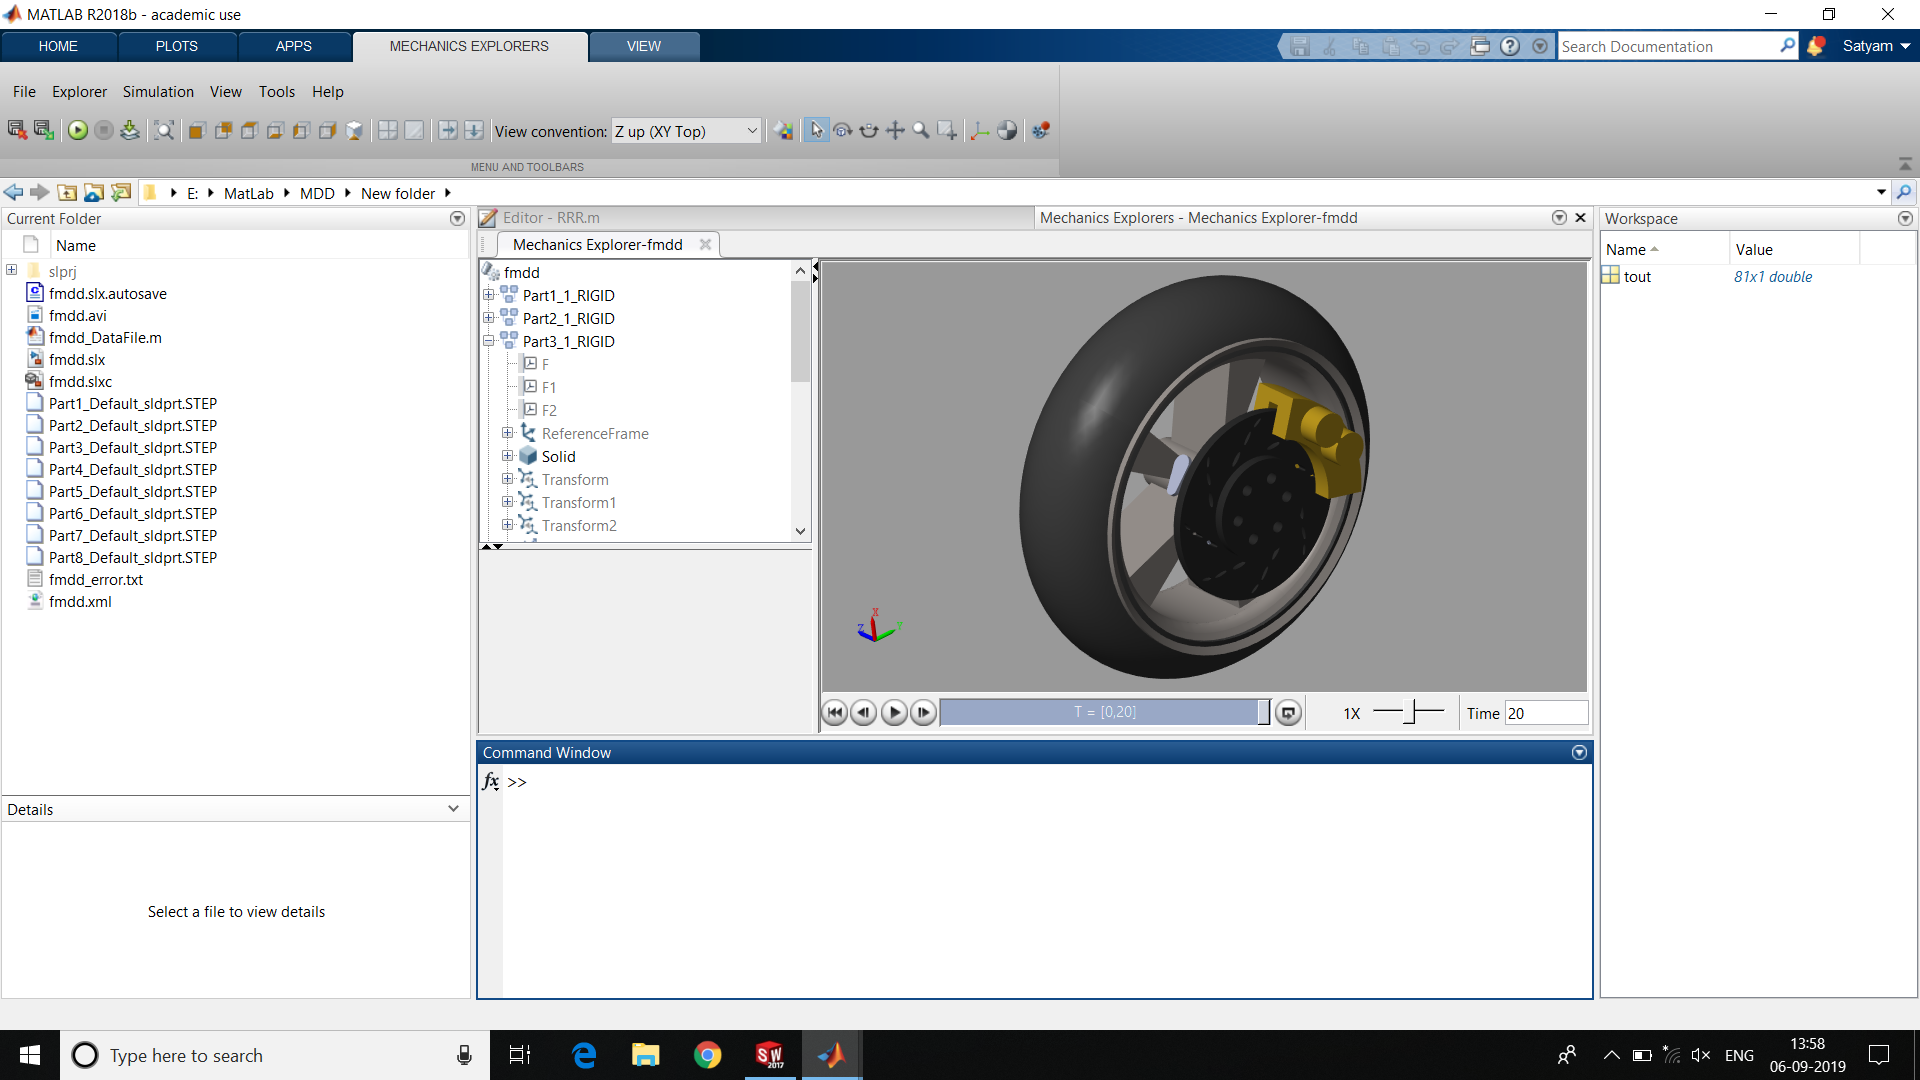 MATLAB R2018b - academic use
HOME PLOTS APPS MECHANICS EXPLORERS VIEW
Search Documentation
Satyam
File Explorer Simulation View Tools Help
View convention: Z up (XY Top)
MENU AND TOOLBARS
E: MatLab MDD New folder
Current Folder
Name
slprj
fmdd.slx.autosave
fmdd.avi
fmdd_DataFile.m
fmdd.slx
fmdd.slxc
Part1_Default_sldprt.STEP
Part2_Default_sldprt.STEP
Part3_Default_sldprt.STEP
Part4_Default_sldprt.STEP
Part5_Default_sldprt.STEP
Part6_Default_sldprt.STEP
Part7_Default_sldprt.STEP
Part8_Default_sldprt.STEP
fmdd_error.txt
fmdd.xml
Details
Select a file to view details
Editor - RRR.m
Mechanics Explorers - Mechanics Explorer-fmdd
Mechanics Explorer-fmdd
fmdd
Part1_1_RIGID
Part2_1_RIGID
Part3_1_RIGID
F
F1
F2
ReferenceFrame
Solid
Transform
Transform1
Transform2
X
Y
Z
T = [0,20]
1X
Time 20
Command Window
fx >>
Workspace
Name Value
tout 81x1 double
Type here to search
SW
2017
ENG
13:58
06-09-2019